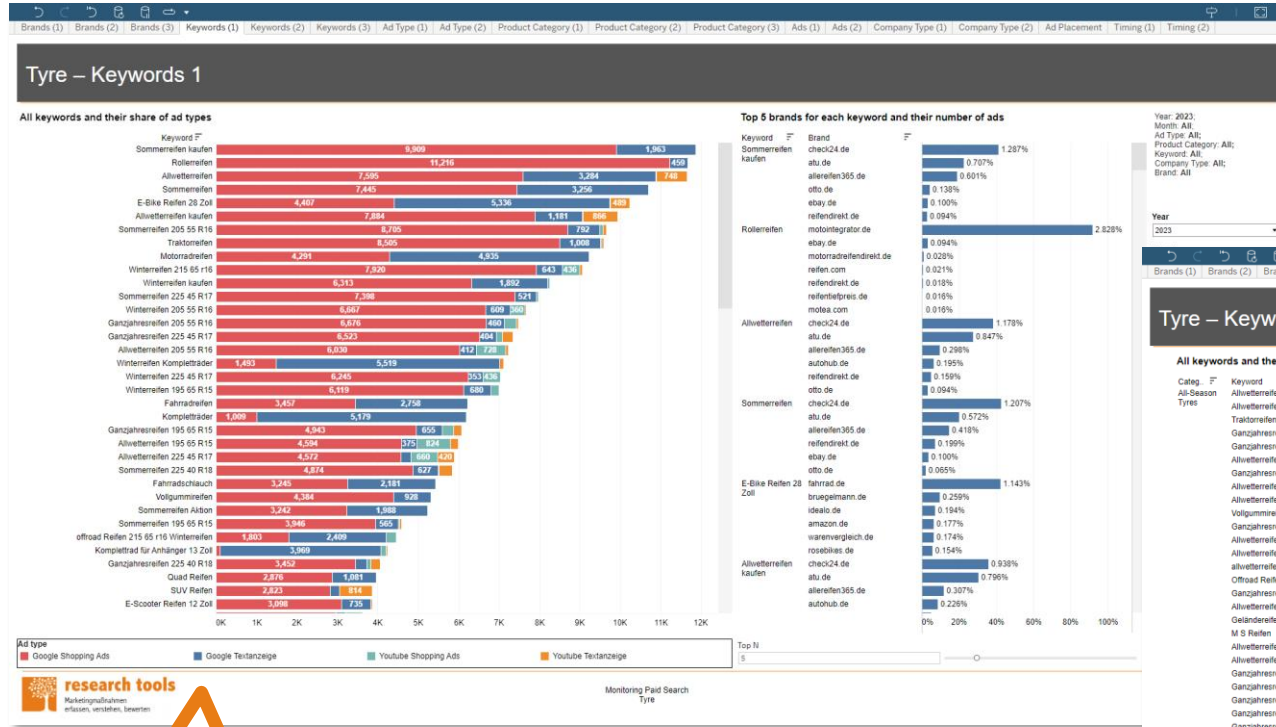 Brands (1) Brands (2) Brands (3) Keywords (1) Keywords (2) Keywords (3) Ad Type (1) Ad Type (2) Product Category (1) Product Category (2) Product Category (3) Ads (1) Ads (2) Company Type (1) Company Type (2) Ad Placement Timing (1) Timing (2)
Tyre – Keywords 1
All keywords and their share of ad types
Keyword
Sommerreifen kaufen 9,909 1,963
Rollerreifen 11,216 459
Allwetterreifen 7,595 3,284 748
Sommerreifen 7,445 3,256
E-Bike Reifen 28 Zoll 4,407 5,336 489
Allwetterreifen kaufen 7,884 1,181 866
Sommerreifen 205 55 R16 8,705 792
Traktorreifen 8,505 1,008
Motorradreifen 4,291 4,935
Winterreifen 215 65 r16 7,920 643 436
Winterreifen kaufen 6,313 1,892
Sommerreifen 225 45 R17 7,398 521
Winterreifen 205 55 R16 6,667 609 360
Ganzjahresreifen 205 55 R16 6,676 460
Ganzjahresreifen 225 45 R17 6,523 404
Allwetterreifen 205 55 R16 6,030 412 728
Winterreifen Kompletträder 1,493 5,519
Winterreifen 225 45 R17 6,245 353 436
Winterreifen 195 65 R15 6,119 680
Fahrradreifen 3,457 2,758
Kompletträder 1,009 5,179
Ganzjahresreifen 195 65 R15 4,943 655
Allwetterreifen 195 65 R15 4,594 375 824
Allwetterreifen 225 45 R17 4,572 660 420
Sommerreifen 225 40 R18 4,874 627
Fahrradschlauch 3,245 2,181
Vollgummireifen 4,384 928
Sommerreifen Aktion 3,242 1,988
Sommerreifen 195 65 R15 3,946 565
offroad Reifen 215 65 r16 Winterreifen 1,803 2,409
Komplettrad für Anhänger 13 Zoll 3,969
Ganzjahresreifen 225 40 R18 3,452
Quad Reifen 2,876 1,081
SUV Reifen 2,823 814
E-Scooter Reifen 12 Zoll 3,098 735
0K 1K 2K 3K 4K 5K 6K 7K 8K 9K 10K 11K 12K
Ad type
Google Shopping Ads Google Textanzeige Youtube Shopping Ads Youtube Textanzeige
Top 5 brands for each keyword and their number of ads
Keyword Brand
Sommerreifen kaufen
check24.de 1.287%
atu.de 0.707%
allereifen365.de 0.601%
otto.de 0.138%
ebay.de 0.100%
reifendirekt.de 0.094%
Rollerreifen
motointegrator.de 2.828%
ebay.de 0.094%
motorradreifendirekt.de 0.028%
reifen.com 0.021%
reifendirekt.de 0.018%
reifentiefpreis.de 0.016%
motea.com 0.016%
Allwetterreifen
check24.de 1.178%
atu.de 0.847%
allereifen365.de 0.298%
autohub.de 0.195%
reifendirekt.de 0.159%
otto.de 0.094%
Sommerreifen
check24.de 1.207%
atu.de 0.572%
allereifen365.de 0.418%
reifendirekt.de 0.199%
ebay.de 0.100%
otto.de 0.065%
E-Bike Reifen 28 Zoll
fahrrad.de 1.143%
bruegelmann.de 0.259%
idealo.de 0.194%
amazon.de 0.177%
warenvergleich.de 0.174%
rosebikes.de 0.154%
Allwetterreifen kaufen
check24.de 0.938%
atu.de 0.796%
allereifen365.de 0.307%
autohub.de 0.226%
0% 20% 40% 60% 80% 100%
Top N
5
Year: 2023;
Month: All;
Ad Type: All;
Product Category: All;
Keyword: All;
Company Type: All;
Brand: All
Year
2023
Brands (1) Brands (2) Bra
Tyre – Keyw
All keywords and the
Categ.. Keyword
All-Season Tyres
Allwetterreife
Allwetterreife
Traktorreifen
Ganzjahresre
Ganzjahresre
Allwetterreife
Ganzjahresre
Allwetterreife
Allwetterreife
Vollgummirei
Ganzjahresre
Allwetterreife
Allwetterreife
allwetterreife
Offroad Reife
Ganzjahresre
Allwetterreife
Geländereife
M S Reifen
Allwetterreife
Allwetterreife
Ganzjahresre
Ganzjahresre
Ganzjahresre
Ganzjahresre
research tools
Marketingmaßnahmen
erfassen, verstehen, bewerten
Monitoring Paid Search
Tyre